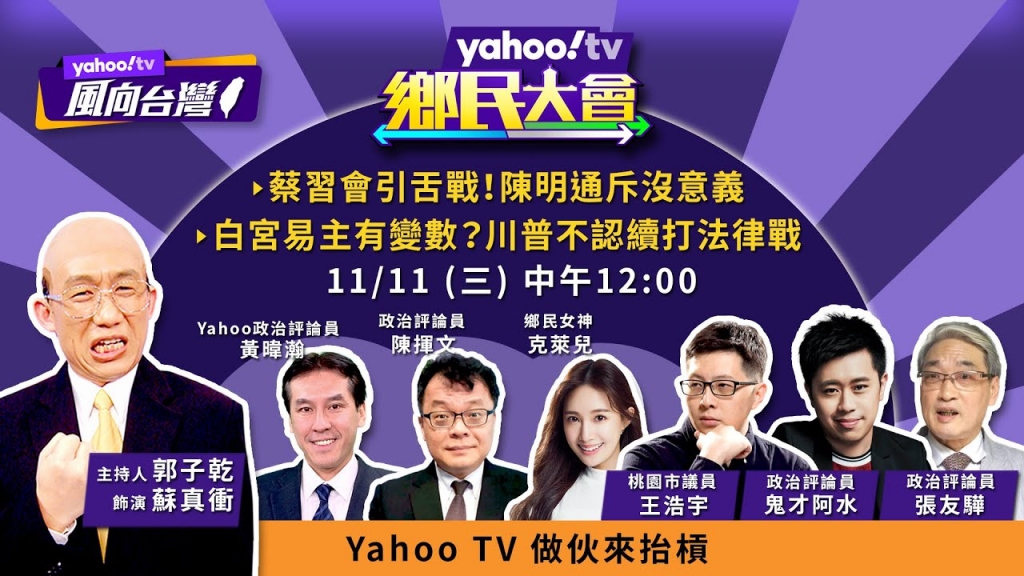 yahoo!tv
風向台灣
yahoo!tv
鄉民大會
蔡習會引舌戰!陳明通斥沒意義
白宮易主有變數?川普不認續打法律戰
11/11 (三) 中午12:00
Yahoo政治評論員
黃暐瀚
政治評論員
陳揮文
鄉民女神
克萊兒
主持人 郭子乾
飾演 蘇真衝
桃園市議員
王浩宇
政治評論員
鬼才阿水
政治評論員
張友驊
Yahoo TV 做伙來抬槓